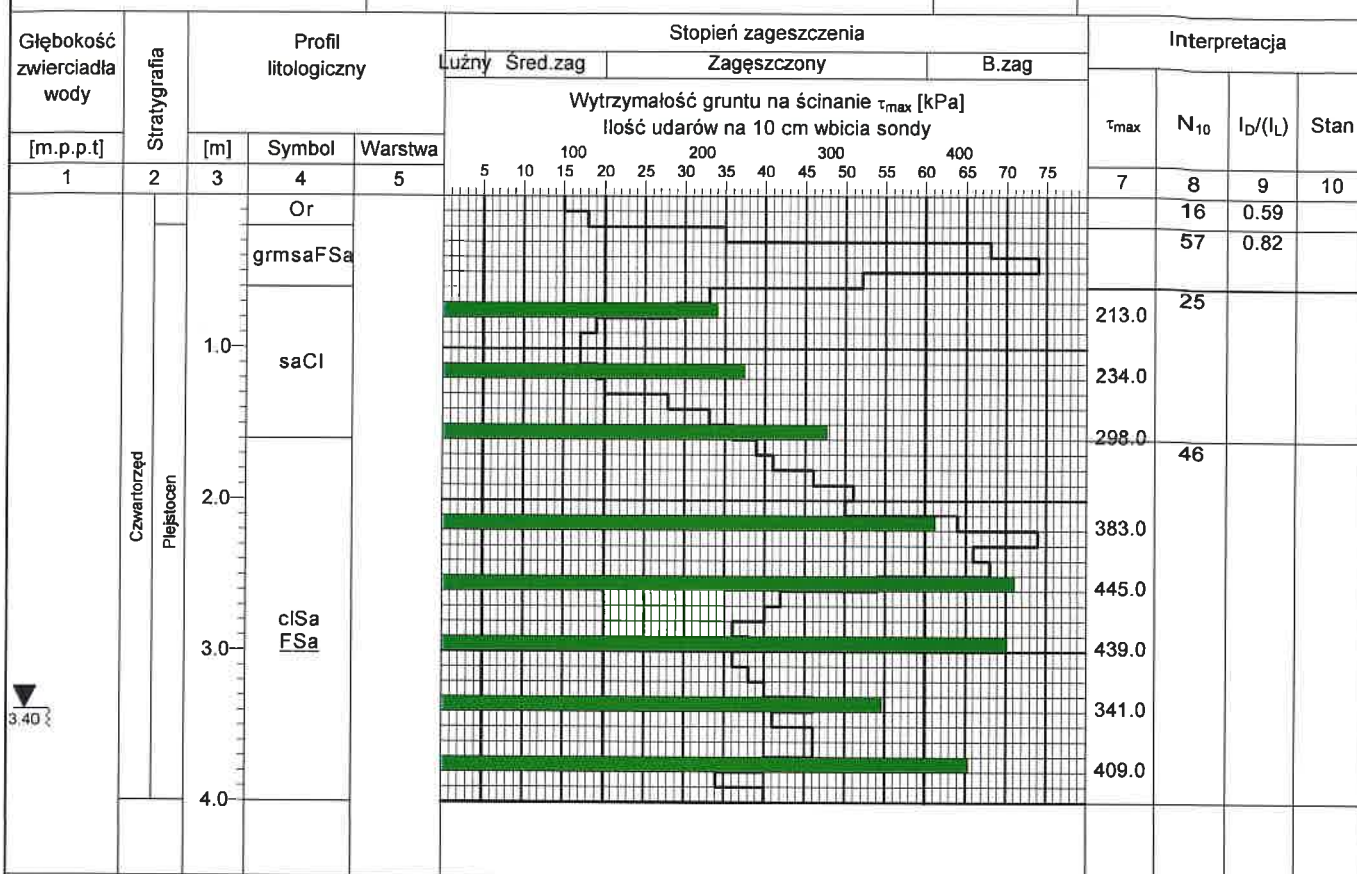 Głębokość zwierciadła wody
[m.p.p.t]
1
Stratygrafia
2
Profil litologiczny
[m] Symbol Warstwa
3 4 5
Stopień zageszczenia
Luźny Śred.zag Zagęszczony B.zag
Wytrzymałość gruntu na ścinanie τmax [kPa]
Ilość udarów na 10 cm wbicia sondy
100 200 300 400
5 10 15 20 25 30 35 40 45 50 55 60 65 70 75
Interpretacja
τmax N10 ID/(IL) Stan
7 8 9 10
Or
16 0.59
grmsaFSa
57 0.82
25
213.0
1.0
saCl
234.0
298.0
46
Czwartorzęd
Plejstocen
2.0
383.0
445.0
clSa
FSa
3.0
439.0
3.40
341.0
409.0
4.0